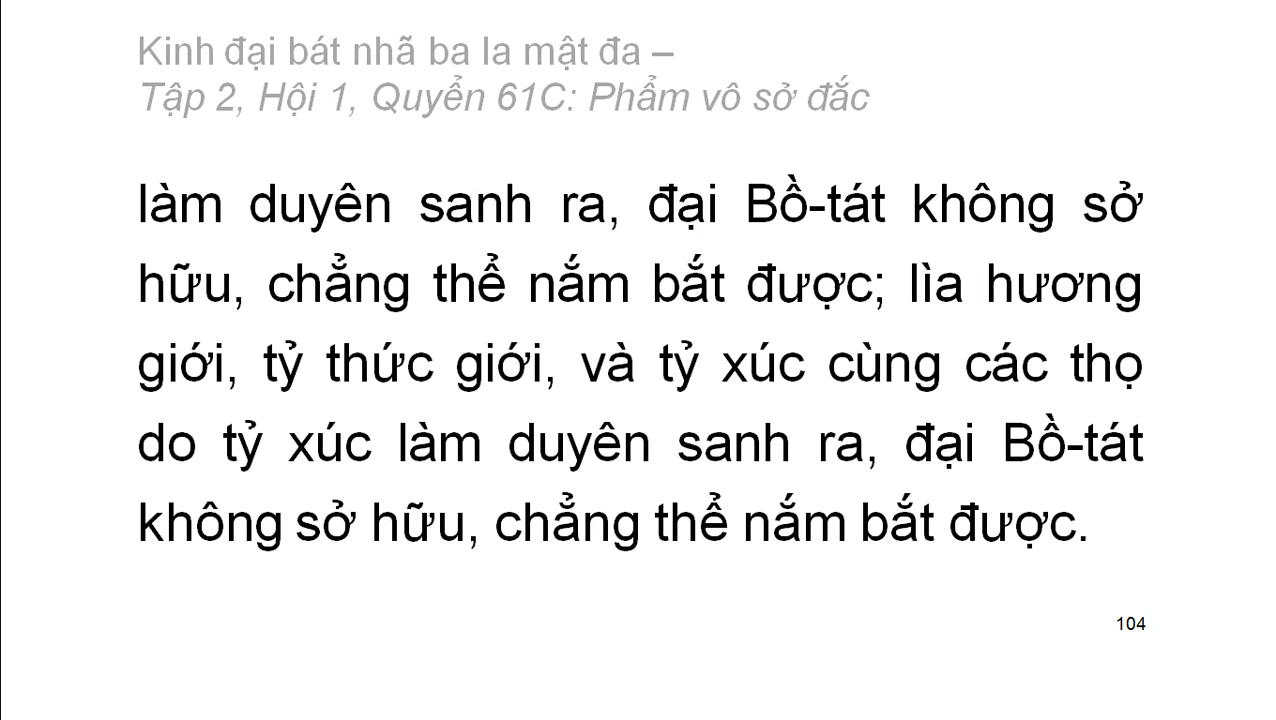 Kinh đại bát nhã ba la mật đa –
Tập 2, Hội 1, Quyển 61C: Phẩm vô sở đắc
làm duyên sanh ra, đại Bồ-tát không sở
hữu, chẳng thể nắm bắt được; lìa hương
giới, tỷ thức giới, và tỷ xúc cùng các thọ
do tỷ xúc làm duyên sanh ra, đại Bồ-tát
không sở hữu, chẳng thể nắm bắt được.
104